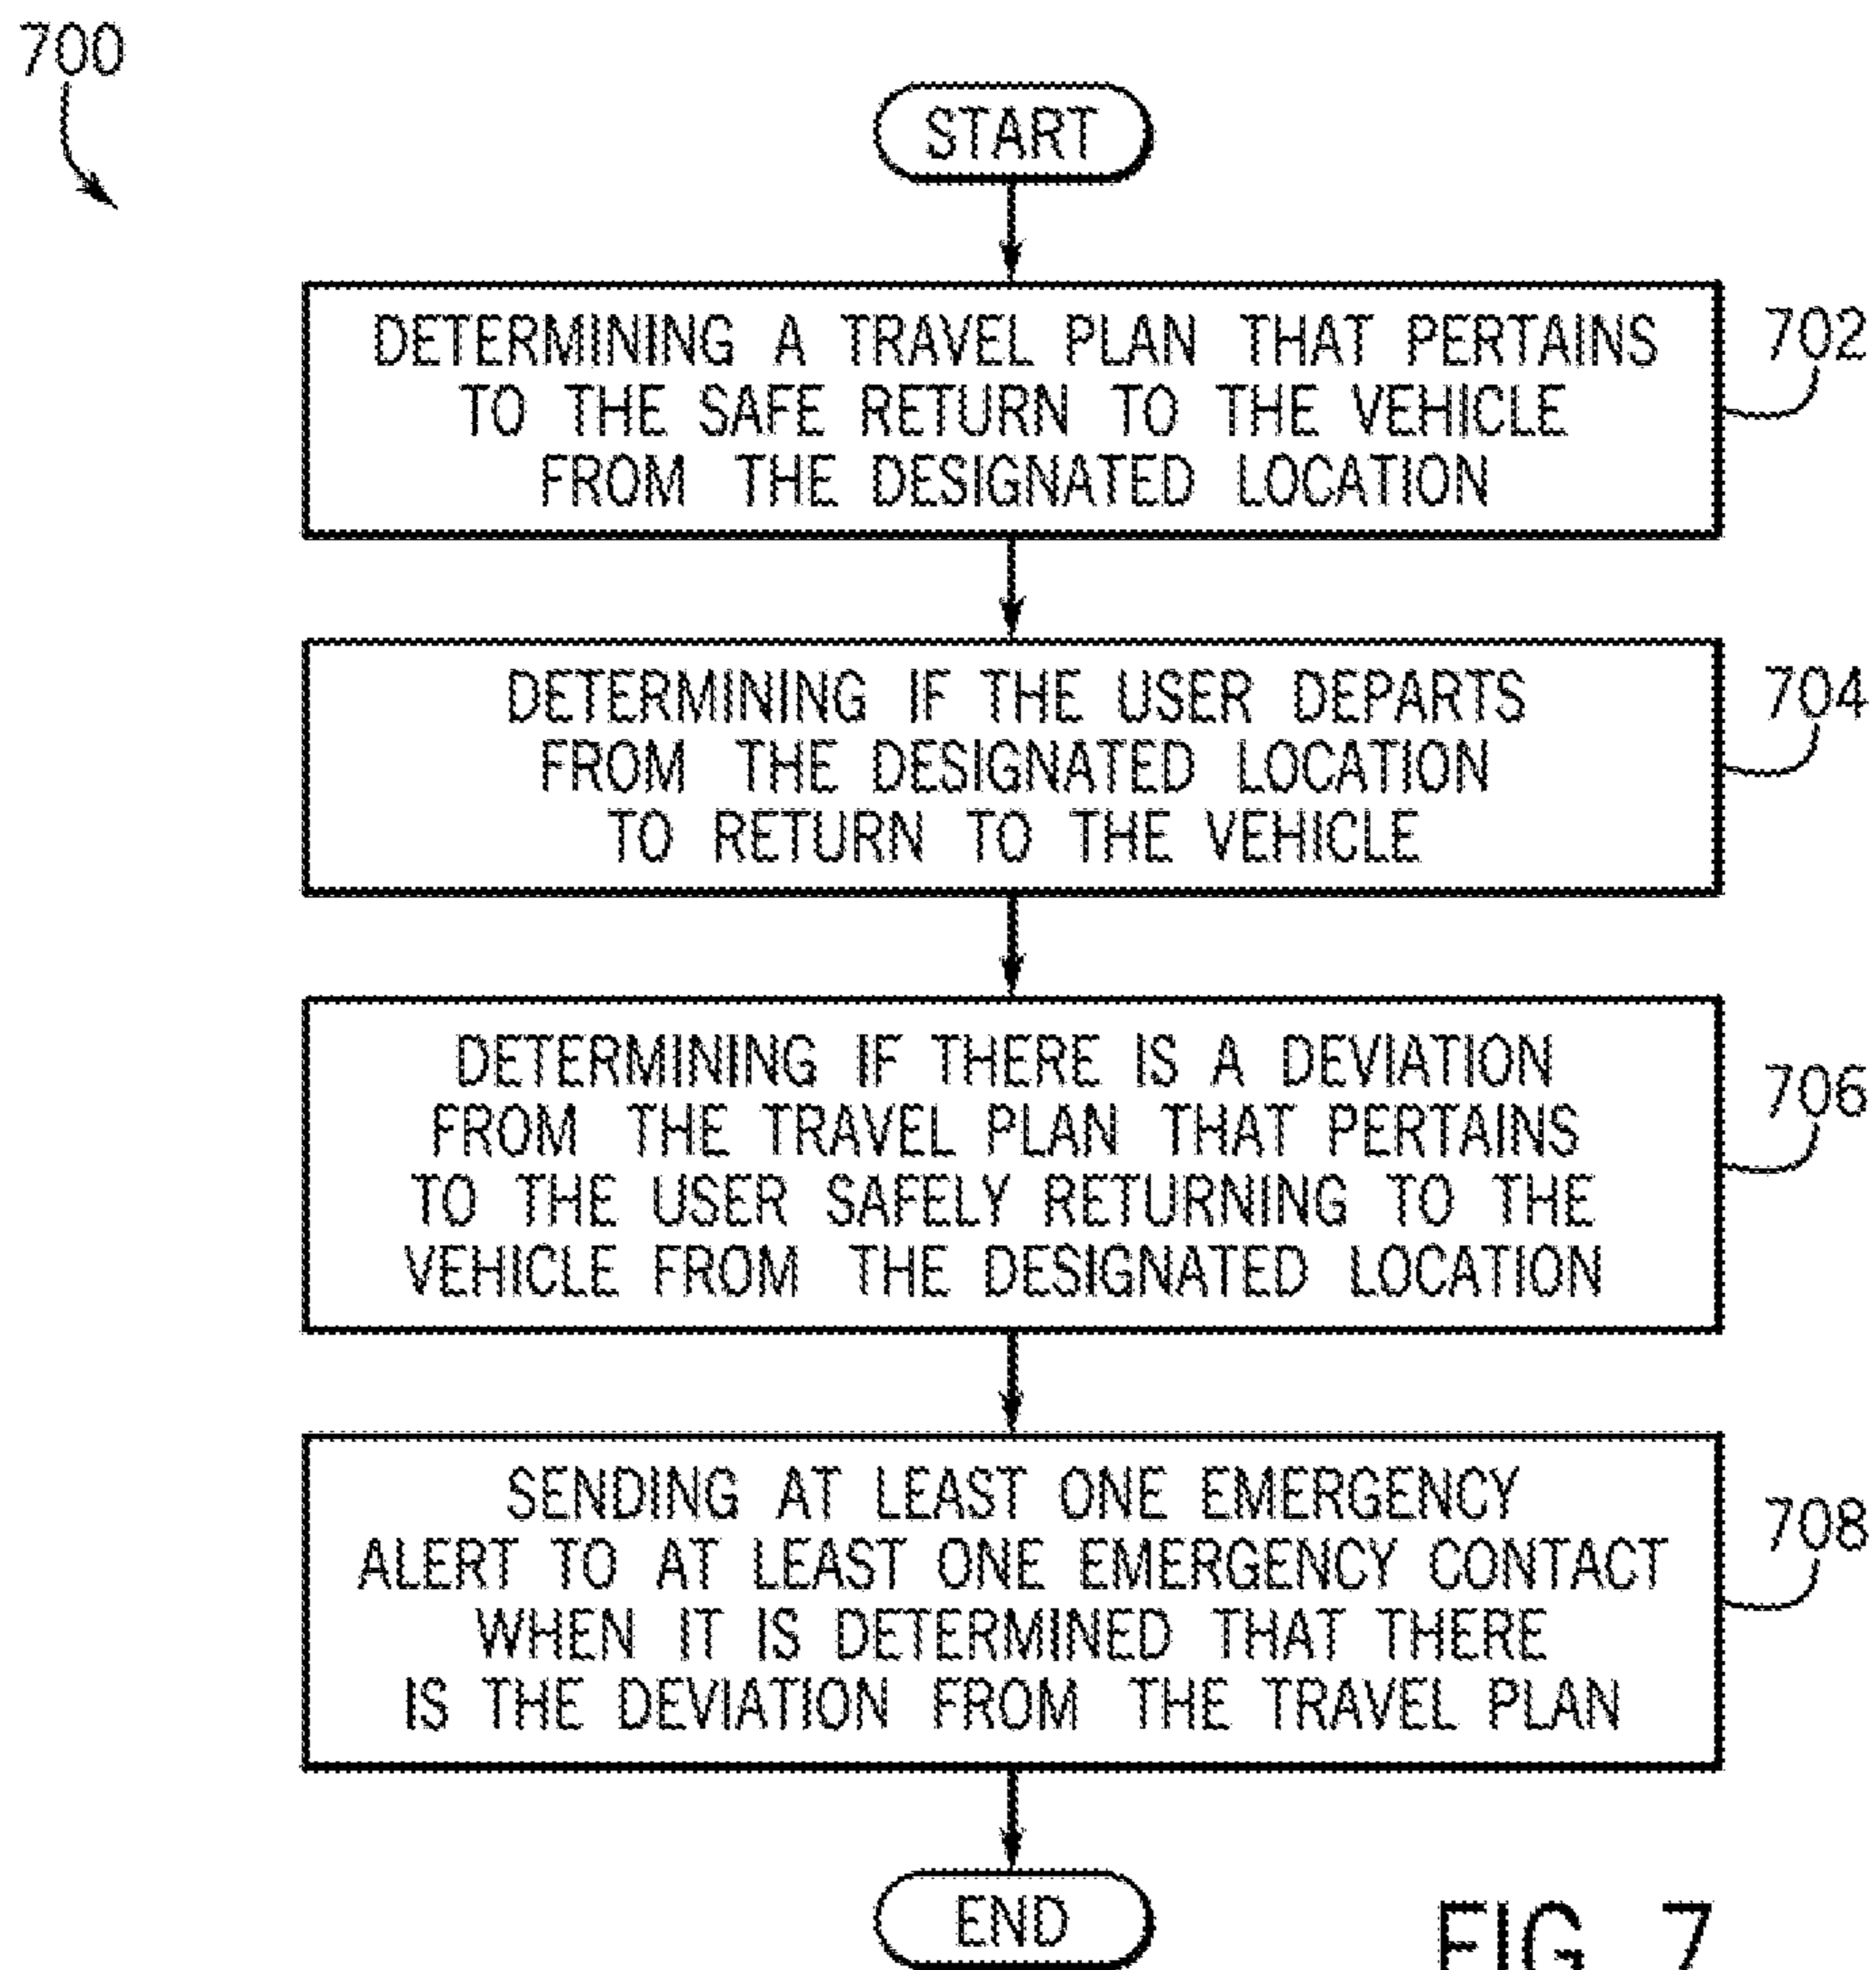 700
START
DETERMINING A TRAVEL PLAN THAT PERTAINS
TO THE SAFE RETURN TO THE VEHICLE
FROM THE DESIGNATED LOCATION
702
DETERMINING IF THE USER DEPARTS
FROM THE DESIGNATED LOCATION
TO RETURN TO THE VEHICLE
704
DETERMINING IF THERE IS A DEVIATION
FROM THE TRAVEL PLAN THAT PERTAINS
TO THE USER SAFELY RETURNING TO THE
VEHICLE FROM THE DESIGNATED LOCATION
706
SENDING AT LEAST ONE EMERGENCY
ALERT TO AT LEAST ONE EMERGENCY CONTACT
WHEN IT IS DETERMINED THAT THERE
IS THE DEVIATION FROM THE TRAVEL PLAN
708
END
FIG 7